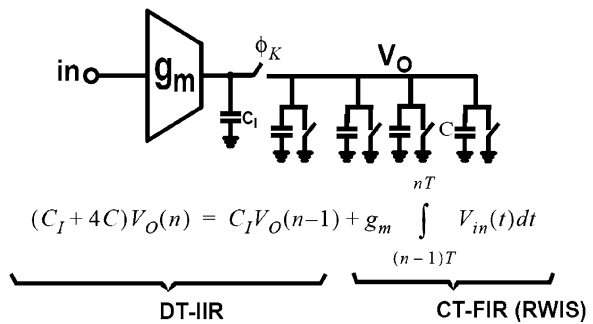 in
g_m
ϕ_K
V_O
C_I
C
(C_I + 4C)V_O(n) = C_I V_O(n−1) + g_m ∫_{(n−1)T}^{nT} V_in(t)dt
DT-IIR
CT-FIR (RWIS)